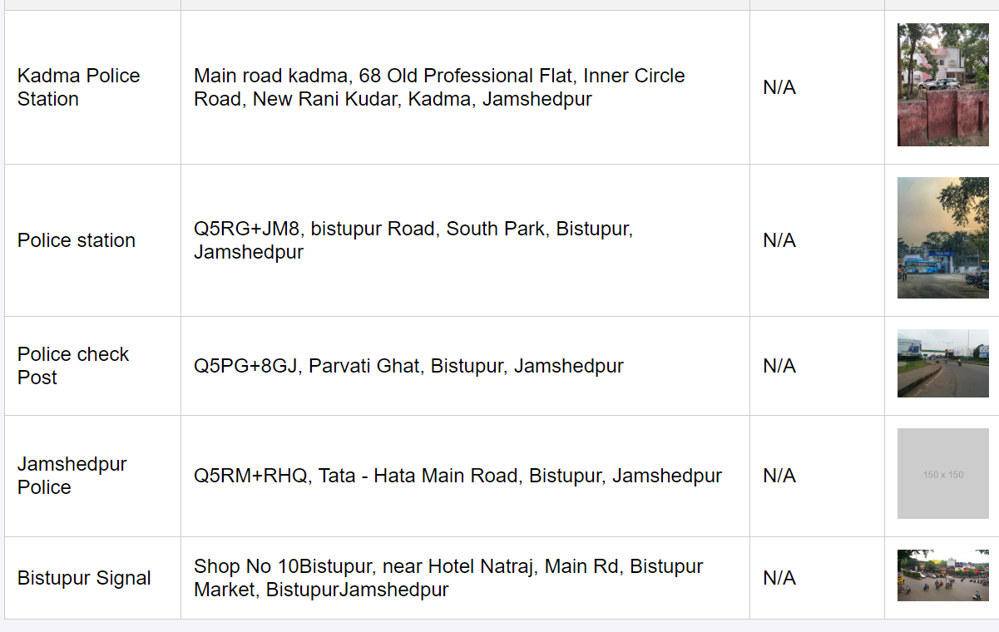 Kadma Police
Station
Main road kadma, 68 Old Professional Flat, Inner Circle
Road, New Rani Kudar, Kadma, Jamshedpur
N/A
Police station
Q5RG+JM8, bistupur Road, South Park, Bistupur,
Jamshedpur
N/A
Police check
Post
Q5PG+8GJ, Parvati Ghat, Bistupur, Jamshedpur
N/A
Jamshedpur
Police
Q5RM+RHQ, Tata - Hata Main Road, Bistupur, Jamshedpur
N/A
150 x 150
Bistupur Signal
Shop No 10Bistupur, near Hotel Natraj, Main Rd, Bistupur
Market, BistupurJamshedpur
N/A